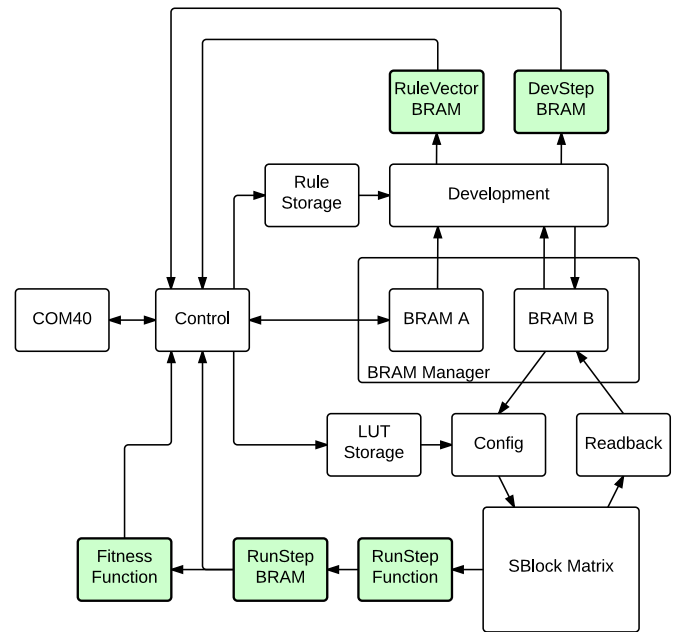 RuleVector
BRAM
DevStep
BRAM
Rule
Storage
Development
COM40
Control
BRAM A
BRAM B
BRAM Manager
LUT
Storage
Config
Readback
Fitness
Function
RunStep
BRAM
RunStep
Function
SBlock Matrix